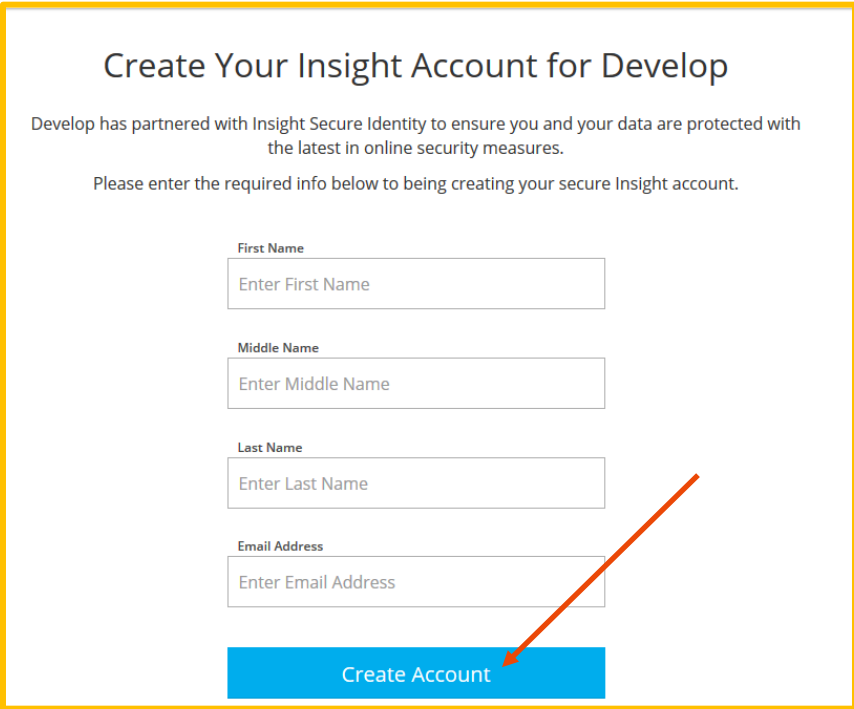 Create Your Insight Account for Develop
Develop has partnered with Insight Secure Identity to ensure you and your data are protected with
the latest in online security measures.
Please enter the required info below to being creating your secure Insight account.
First Name
Enter First Name
Middle Name
Enter Middle Name
Last Name
Enter Last Name
Email Address
Enter Email Address
Create Account